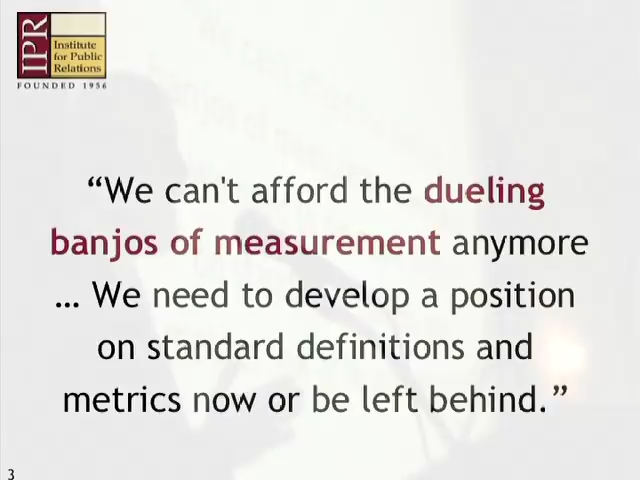 IPR
Institute
for Public
Relations
FOUNDED 1956
“We can't afford the dueling
banjos of measurement anymore
… We need to develop a position
on standard definitions and
metrics now or be left behind.”
3